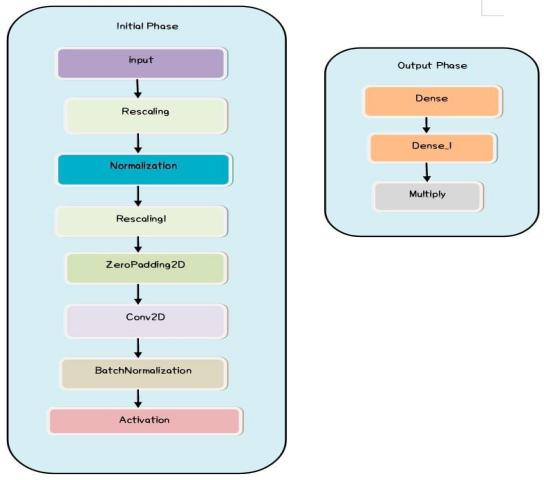 Initial Phase
input
Rescaling
Normalization
Rescaling1
ZeroPadding2D
Conv2D
BatchNormalization
Activation
Output Phase
Dense
Dense_1
Multiply